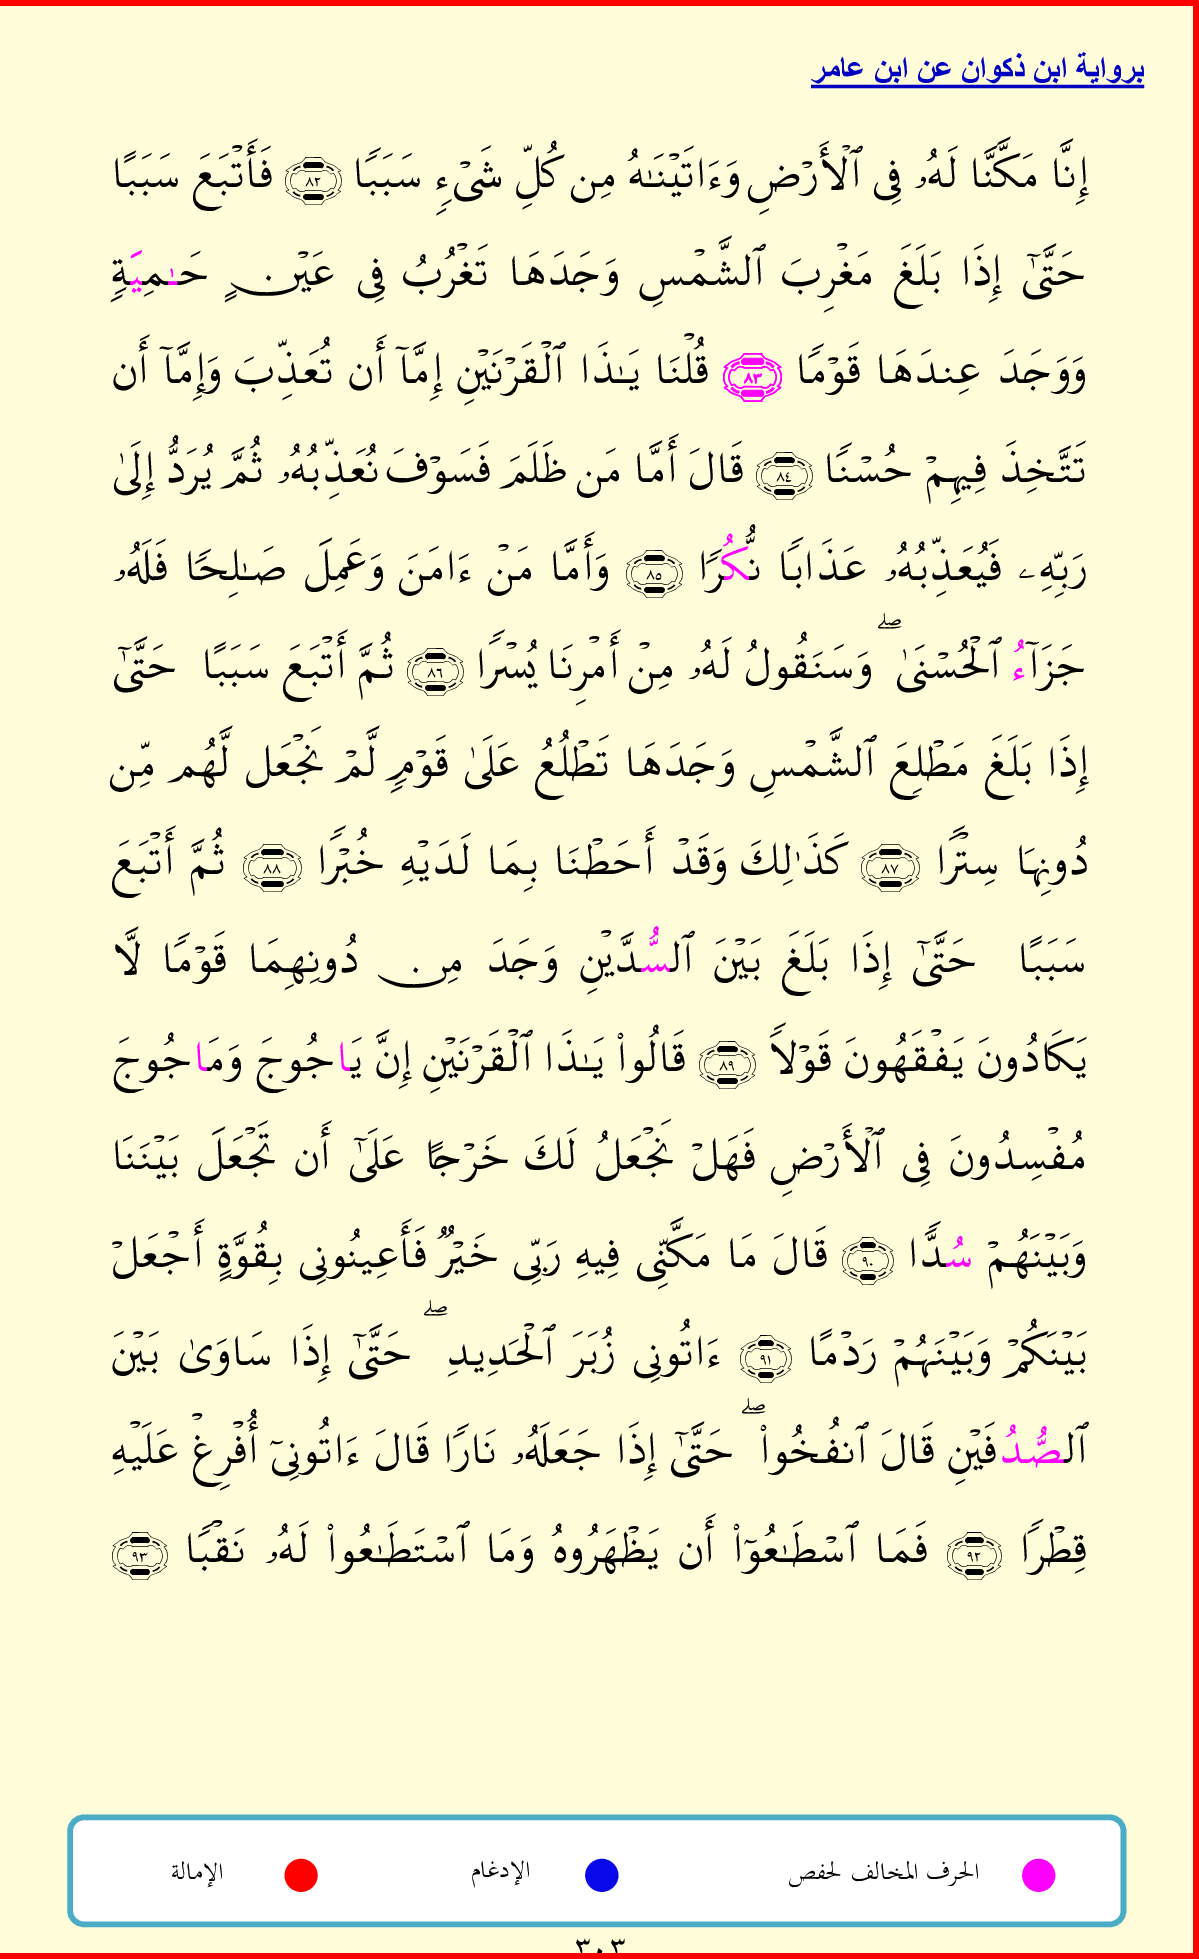 برواية ابن ذكوان عن ابن عامر
إِنَّا مَكَّنَّا لَهُۥ فِى ٱلْأَرْضِ وَءَاتَيْنَـٰهُ مِن كُلِّ شَىْءٍ سَبَبًا ٨٢ فَأَتْبَعَ سَبَبًا
حَتَّىٰٓ إِذَا بَلَغَ مَغْرِبَ ٱلشَّمْسِ وَجَدَهَا تَغْرُبُ فِى عَيْنٍ حَـٰمِيَةٍ
وَوَجَدَ عِندَهَا قَوْمًا ٨٣ قُلْنَا يَـٰذَا ٱلْقَرْنَيْنِ إِمَّآ أَن تُعَذِّبَ وَإِمَّآ أَن
تَتَّخِذَ فِيهِمْ حُسْنًا ٨٤ قَالَ أَمَّا مَن ظَلَمَ فَسَوْفَ نُعَذِّبُهُۥ ثُمَّ يُرَدُّ إِلَىٰ
رَبِّهِۦ فَيُعَذِّبُهُۥ عَذَابًا نُّكُرًا ٨٥ وَأَمَّا مَنْ ءَامَنَ وَعَمِلَ صَـٰلِحًا فَلَهُۥ
جَزَآءُ ٱلْحُسْنَىٰ ۖ وَسَنَقُولُ لَهُۥ مِنْ أَمْرِنَا يُسْرًا ٨٦ ثُمَّ أَتْبَعَ سَبَبًا حَتَّىٰٓ
إِذَا بَلَغَ مَطْلِعَ ٱلشَّمْسِ وَجَدَهَا تَطْلُعُ عَلَىٰ قَوْمٍ لَّمْ نَجْعَل لَّهُم مِّن
دُونِهَا سِتْرًا ٨٧ كَذَٰلِكَ وَقَدْ أَحَطْنَا بِمَا لَدَيْهِ خُبْرًا ٨٨ ثُمَّ أَتْبَعَ
سَبَبًا حَتَّىٰٓ إِذَا بَلَغَ بَيْنَ ٱلسُّدَّيْنِ وَجَدَ مِن دُونِهِمَا قَوْمًا لَّا
يَكَادُونَ يَفْقَهُونَ قَوْلًا ٨٩ قَالُوا۟ يَـٰذَا ٱلْقَرْنَيْنِ إِنَّ يَاجُوجَ وَمَاجُوجَ
مُفْسِدُونَ فِى ٱلْأَرْضِ فَهَلْ نَجْعَلُ لَكَ خَرْجًا عَلَىٰٓ أَن تَجْعَلَ بَيْنَنَا
وَبَيْنَهُمْ سُدًّا ٩٠ قَالَ مَا مَكَّنِّى فِيهِ رَبِّى خَيْرٌ فَأَعِينُونِى بِقُوَّةٍ أَجْعَلْ
بَيْنَكُمْ وَبَيْنَهُمْ رَدْمًا ٩١ ءَاتُونِى زُبَرَ ٱلْحَدِيدِ ۖ حَتَّىٰٓ إِذَا سَاوَىٰ بَيْنَ
ٱلصُّدُفَيْنِ قَالَ ٱنفُخُوا۟ ۖ حَتَّىٰٓ إِذَا جَعَلَهُۥ نَارًا قَالَ ءَاتُونِىٓ أُفْرِغْ عَلَيْهِ
قِطْرًا ٩٢ فَمَا ٱسْطَـٰعُوٓا۟ أَن يَظْهَرُوهُ وَمَا ٱسْتَطَـٰعُوا۟ لَهُۥ نَقْبًا ٩٣
الحرف المخالف لحفص الإدغام الإمالة
٣٠٣